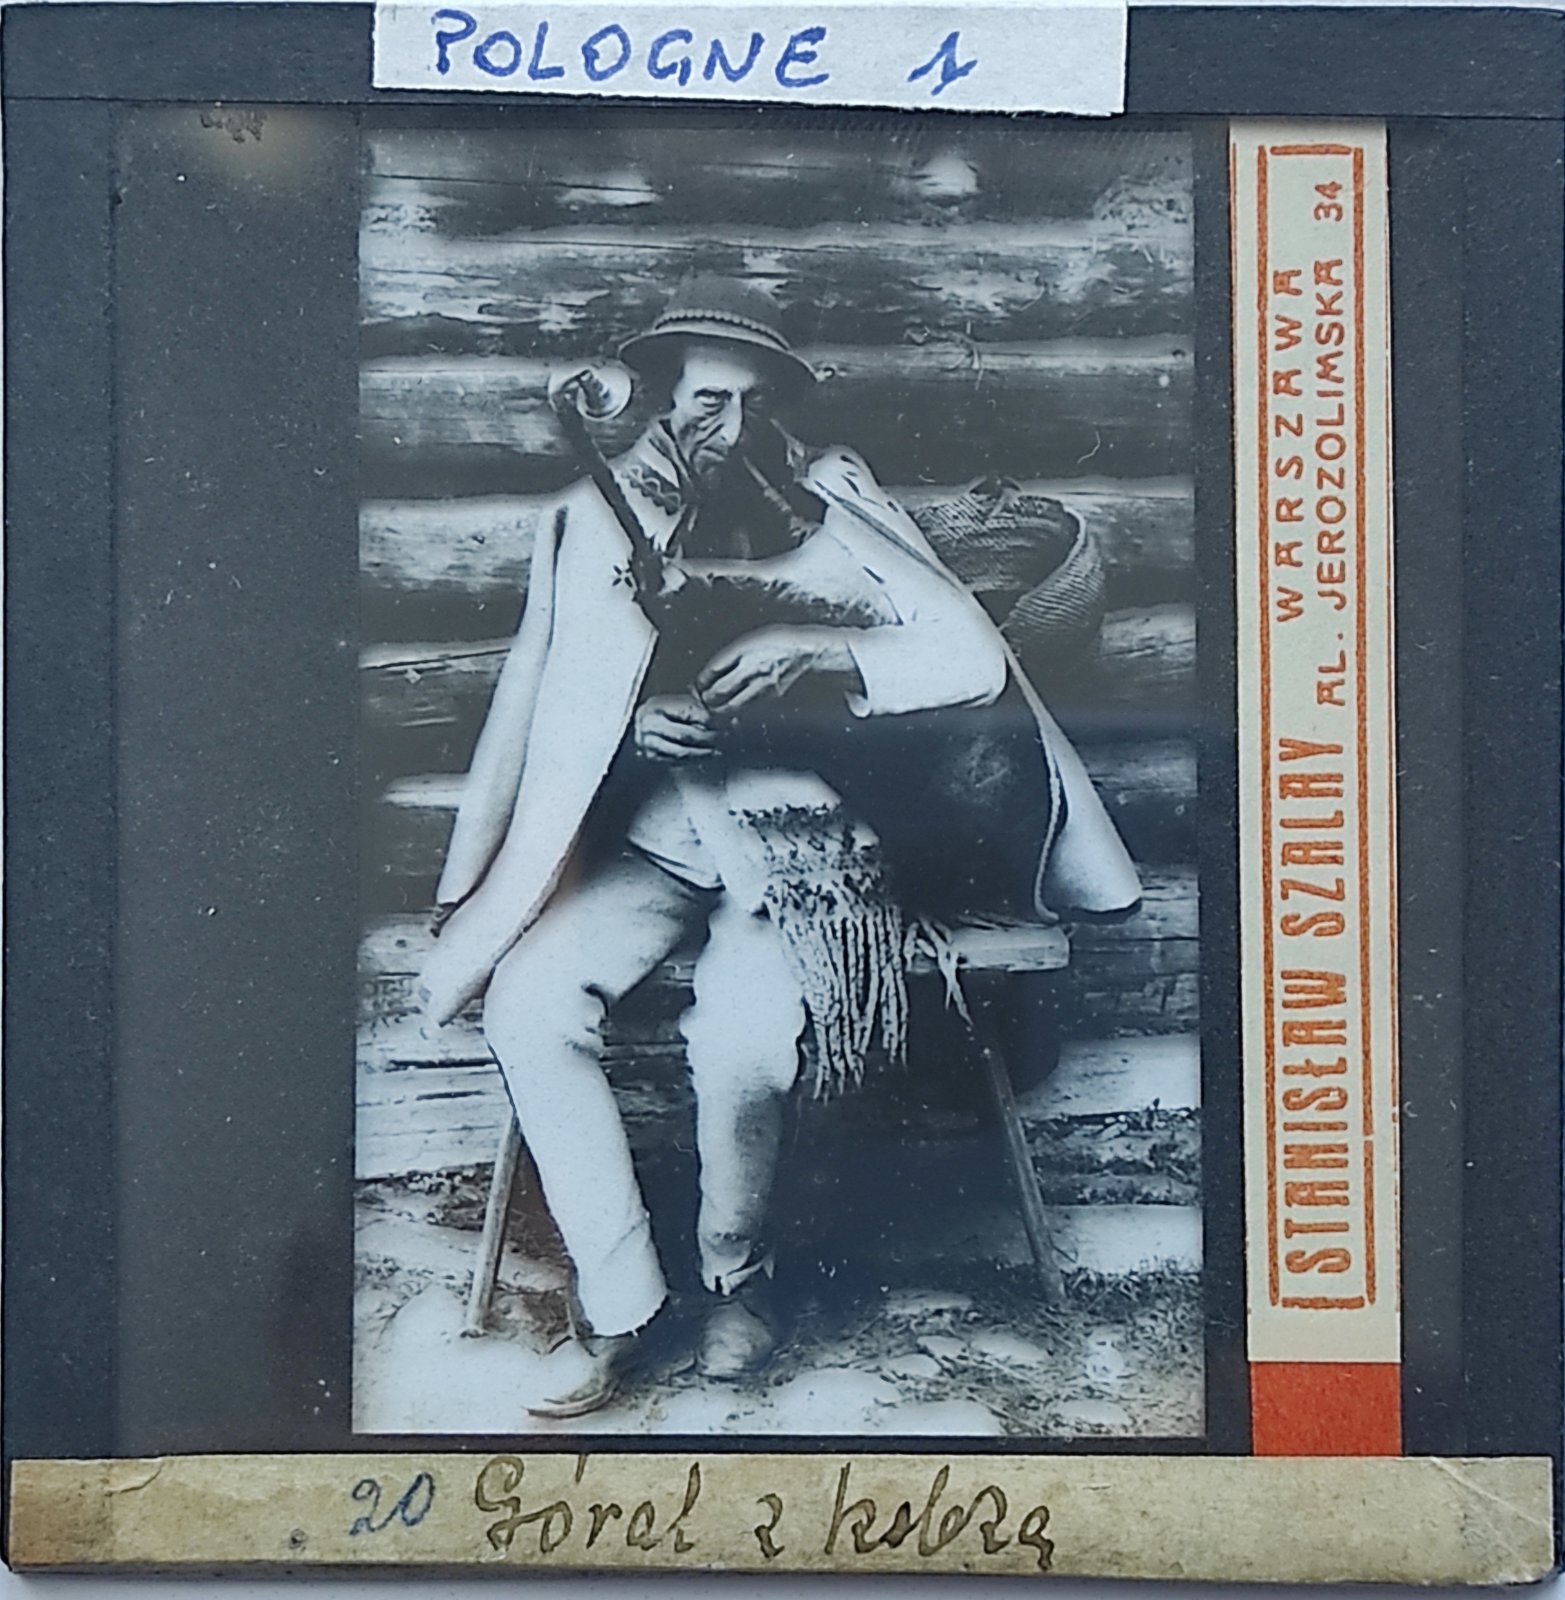 POLOGNE 1
WARSZAWA
STANISŁAW SZALAY AL. JEROZOLIMSKA 34
20 Góral z kobzą